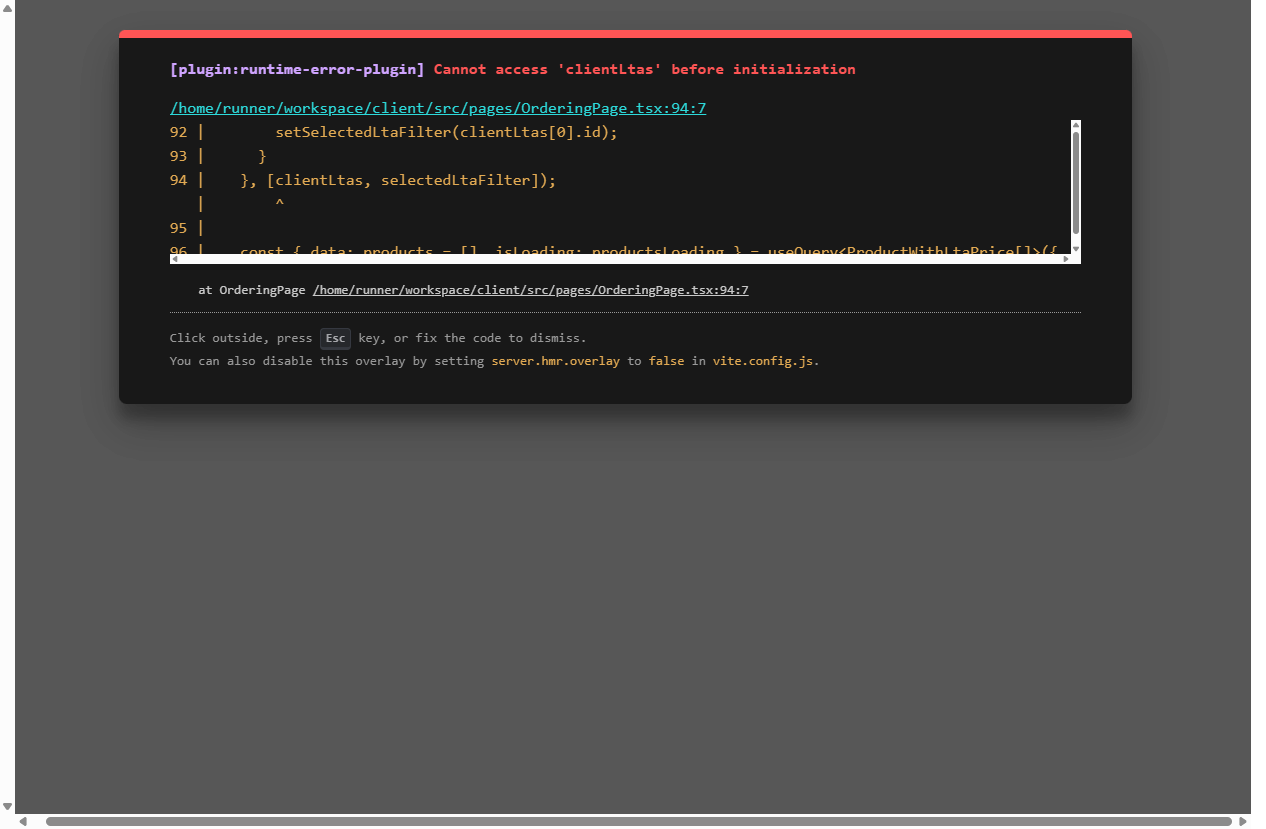 [plugin:runtime-error-plugin] Cannot access 'clientLtas' before initialization
/home/runner/workspace/client/src/pages/OrderingPage.tsx:94:7
92 |        setSelectedLtaFilter(clientLtas[0].id);
93 |      }
94 |    }, [clientLtas, selectedLtaFilter]);
   |        ^
95 |
96 |    const { data: products = [], isLoading: productsLoading } = useQuery<ProductWithLtaPrice[]>({
at OrderingPage /home/runner/workspace/client/src/pages/OrderingPage.tsx:94:7
Click outside, press Esc key, or fix the code to dismiss.
You can also disable this overlay by setting server.hmr.overlay to false in vite.config.js.